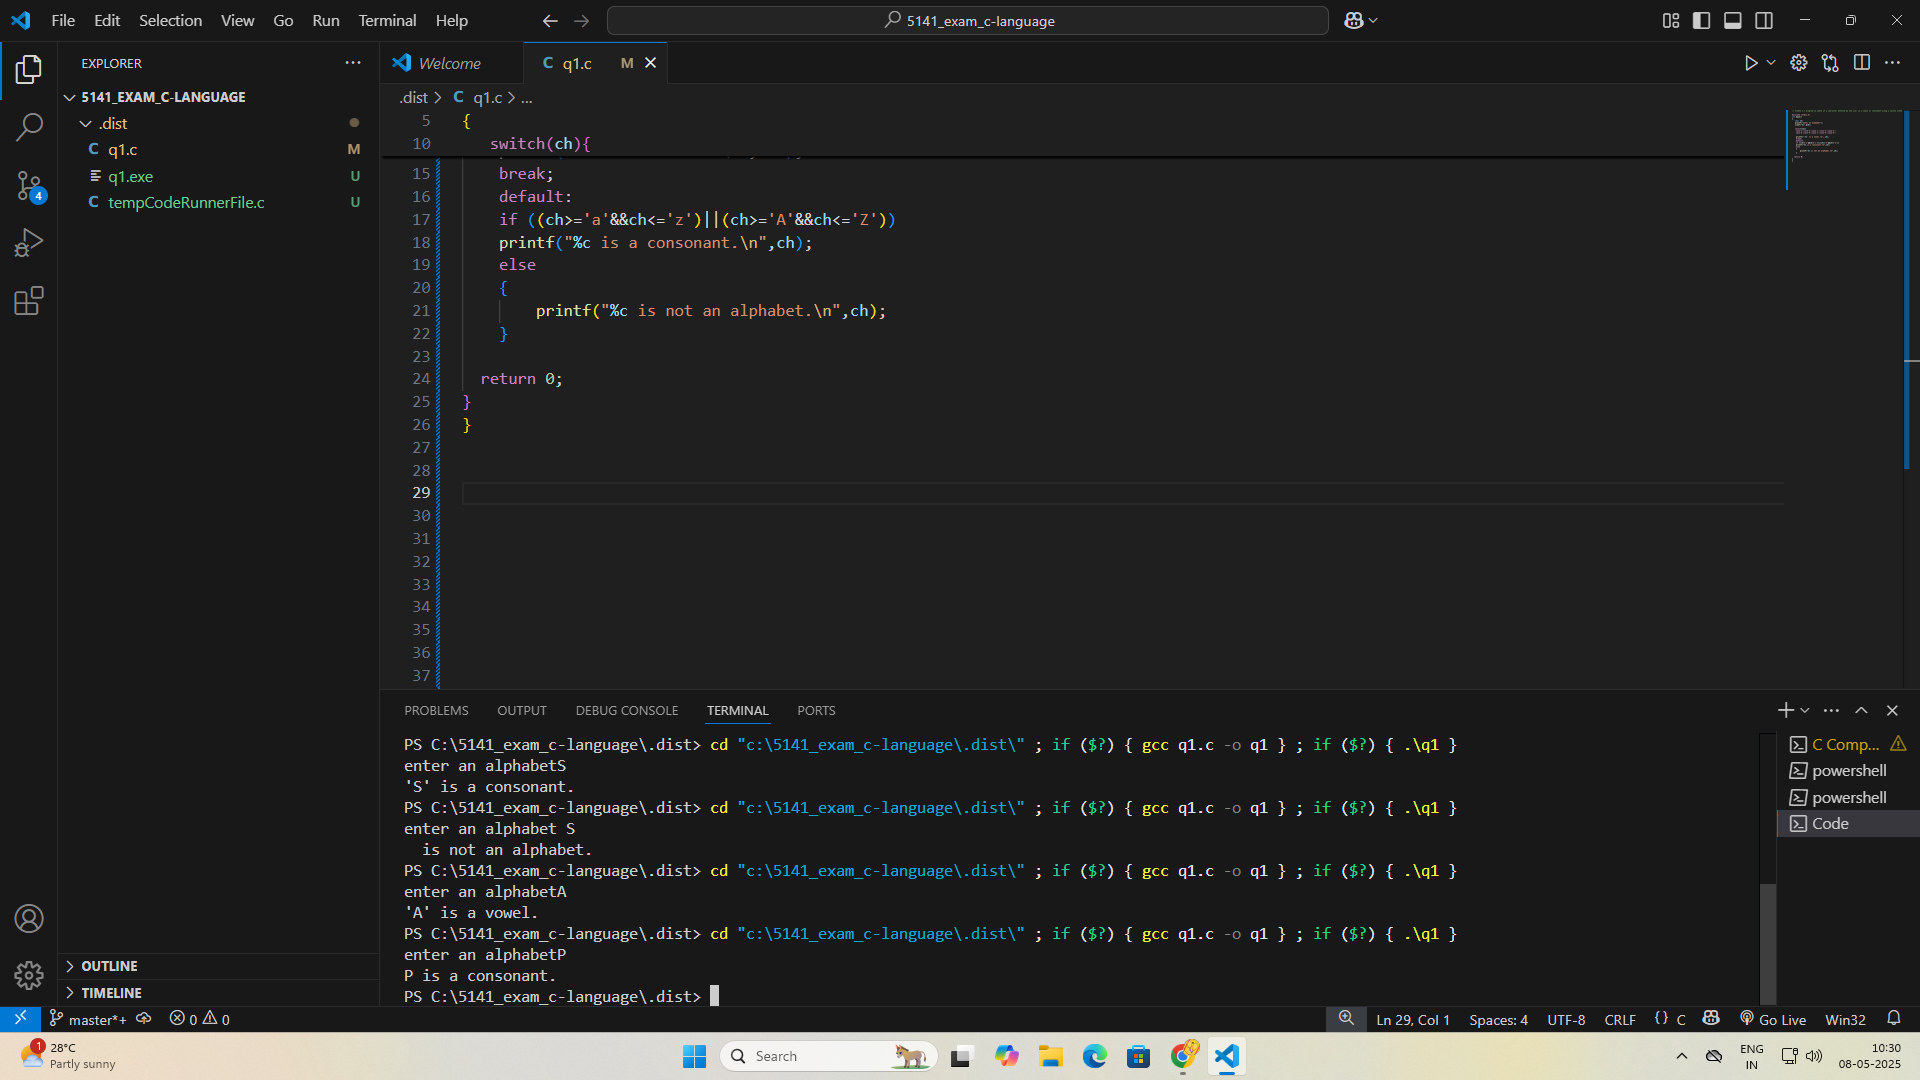 File Edit Selection View Go Run Terminal Help
5141_exam_c-language
EXPLORER
Welcome
C q1.c M
5141_EXAM_C-LANGUAGE
.dist
C q1.c M
q1.exe U
C tempCodeRunnerFile.c U
4
.dist > C q1.c > ...
5 {
10 switch(ch){
15 break;
16 default:
17 if ((ch>='a'&&ch<='z')||(ch>='A'&&ch<='Z'))
18 printf("%c is a consonant.\n",ch);
19 else
20 {
21 printf("%c is not an alphabet.\n",ch);
22 }
23
24 return 0;
25 }
26 }
27
28
29
30
31
32
33
34
35
36
37
PROBLEMS OUTPUT DEBUG CONSOLE TERMINAL PORTS
PS C:\5141_exam_c-language\.dist> cd "c:\5141_exam_c-language\.dist\" ; if ($?) { gcc q1.c -o q1 } ; if ($?) { .\q1 }
enter an alphabetS
'S' is a consonant.
PS C:\5141_exam_c-language\.dist> cd "c:\5141_exam_c-language\.dist\" ; if ($?) { gcc q1.c -o q1 } ; if ($?) { .\q1 }
enter an alphabet S
  is not an alphabet.
PS C:\5141_exam_c-language\.dist> cd "c:\5141_exam_c-language\.dist\" ; if ($?) { gcc q1.c -o q1 } ; if ($?) { .\q1 }
enter an alphabetA
'A' is a vowel.
PS C:\5141_exam_c-language\.dist> cd "c:\5141_exam_c-language\.dist\" ; if ($?) { gcc q1.c -o q1 } ; if ($?) { .\q1 }
enter an alphabetP
P is a consonant.
PS C:\5141_exam_c-language\.dist>
C Comp...
powershell
powershell
Code
OUTLINE
TIMELINE
master*+ 0 0
Ln 29, Col 1 Spaces: 4 UTF-8 CRLF {} C Go Live Win32
1
28°C
Partly sunny
Search
ENG
IN
10:30
08-05-2025